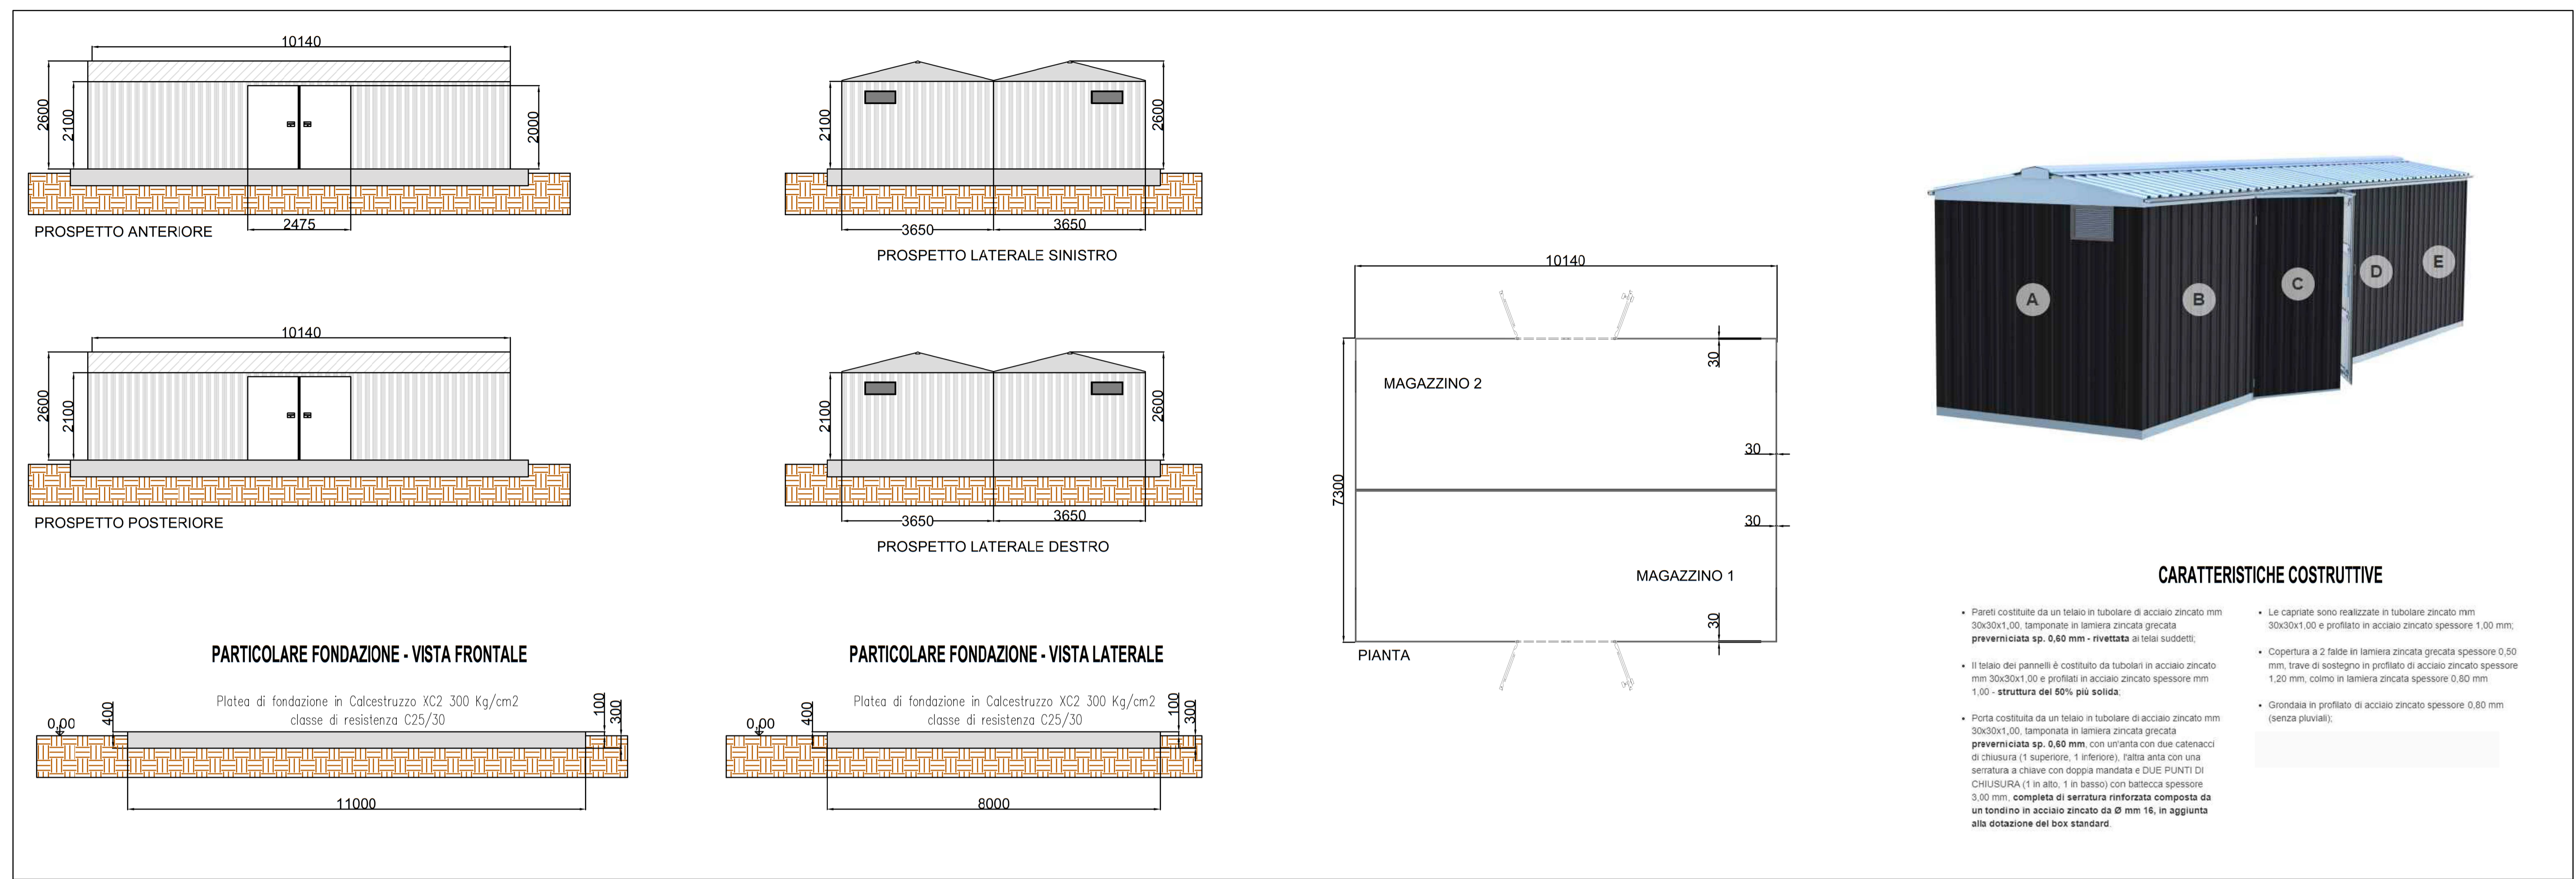 10140
2600
2100
2000
2475
PROSPETTO ANTERIORE
2100
2600
3650
3650
PROSPETTO LATERALE SINISTRO
10140
2600
2100
PROSPETTO POSTERIORE
2100
2600
3650
3650
PROSPETTO LATERALE DESTRO
PARTICOLARE FONDAZIONE - VISTA FRONTALE
Platea di fondazione in Calcestruzzo XC2 300 Kg/cm2
classe di resistenza C25/30
0,00
400
100
300
11000
PARTICOLARE FONDAZIONE - VISTA LATERALE
Platea di fondazione in Calcestruzzo XC2 300 Kg/cm2
classe di resistenza C25/30
0,00
400
100
300
8000
10140
7300
30
MAGAZZINO 2
30
30
MAGAZZINO 1
30
PIANTA
A
B
C
D
E
CARATTERISTICHE COSTRUTTIVE
• Pareti costituite da un telaio in tubolare di acciaio zincato mm
30x30x1,00, tamponate in lamiera zincata grecata
preverniciata sp. 0,60 mm - rivettata ai telai suddetti;
• Il telaio dei pannelli è costituito da tubolari in acciaio zincato
mm 30x30x1,00 e profilati in acciaio zincato spessore mm
1,00 - struttura del 50% più solida;
• Porta costituita da un telaio in tubolare di acciaio zincato mm
30x30x1,00, tamponata in lamiera zincata grecata
preverniciata sp. 0,60 mm, con un'anta con due catenacci
di chiusura (1 superiore, 1 inferiore), l'altra anta con una
serratura a chiave con doppia mandata e DUE PUNTI DI
CHIUSURA (1 in alto, 1 in basso) con battecca spessore
3,00 mm, completa di serratura rinforzata composta da
un tondino in acciaio zincato da Ø mm 16, in aggiunta
alla dotazione del box standard.
• Le capriate sono realizzate in tubolare zincato mm
30x30x1,00 e profilato in acciaio zincato spessore 1,00 mm;
• Copertura a 2 falde in lamiera zincata grecata spessore 0,50
mm, trave di sostegno in profilato di acciaio zincato spessore
1,20 mm, colmo in lamiera zincata spessore 0,80 mm
• Grondaia in profilato di acciaio zincato spessore 0,80 mm
(senza pluviali);